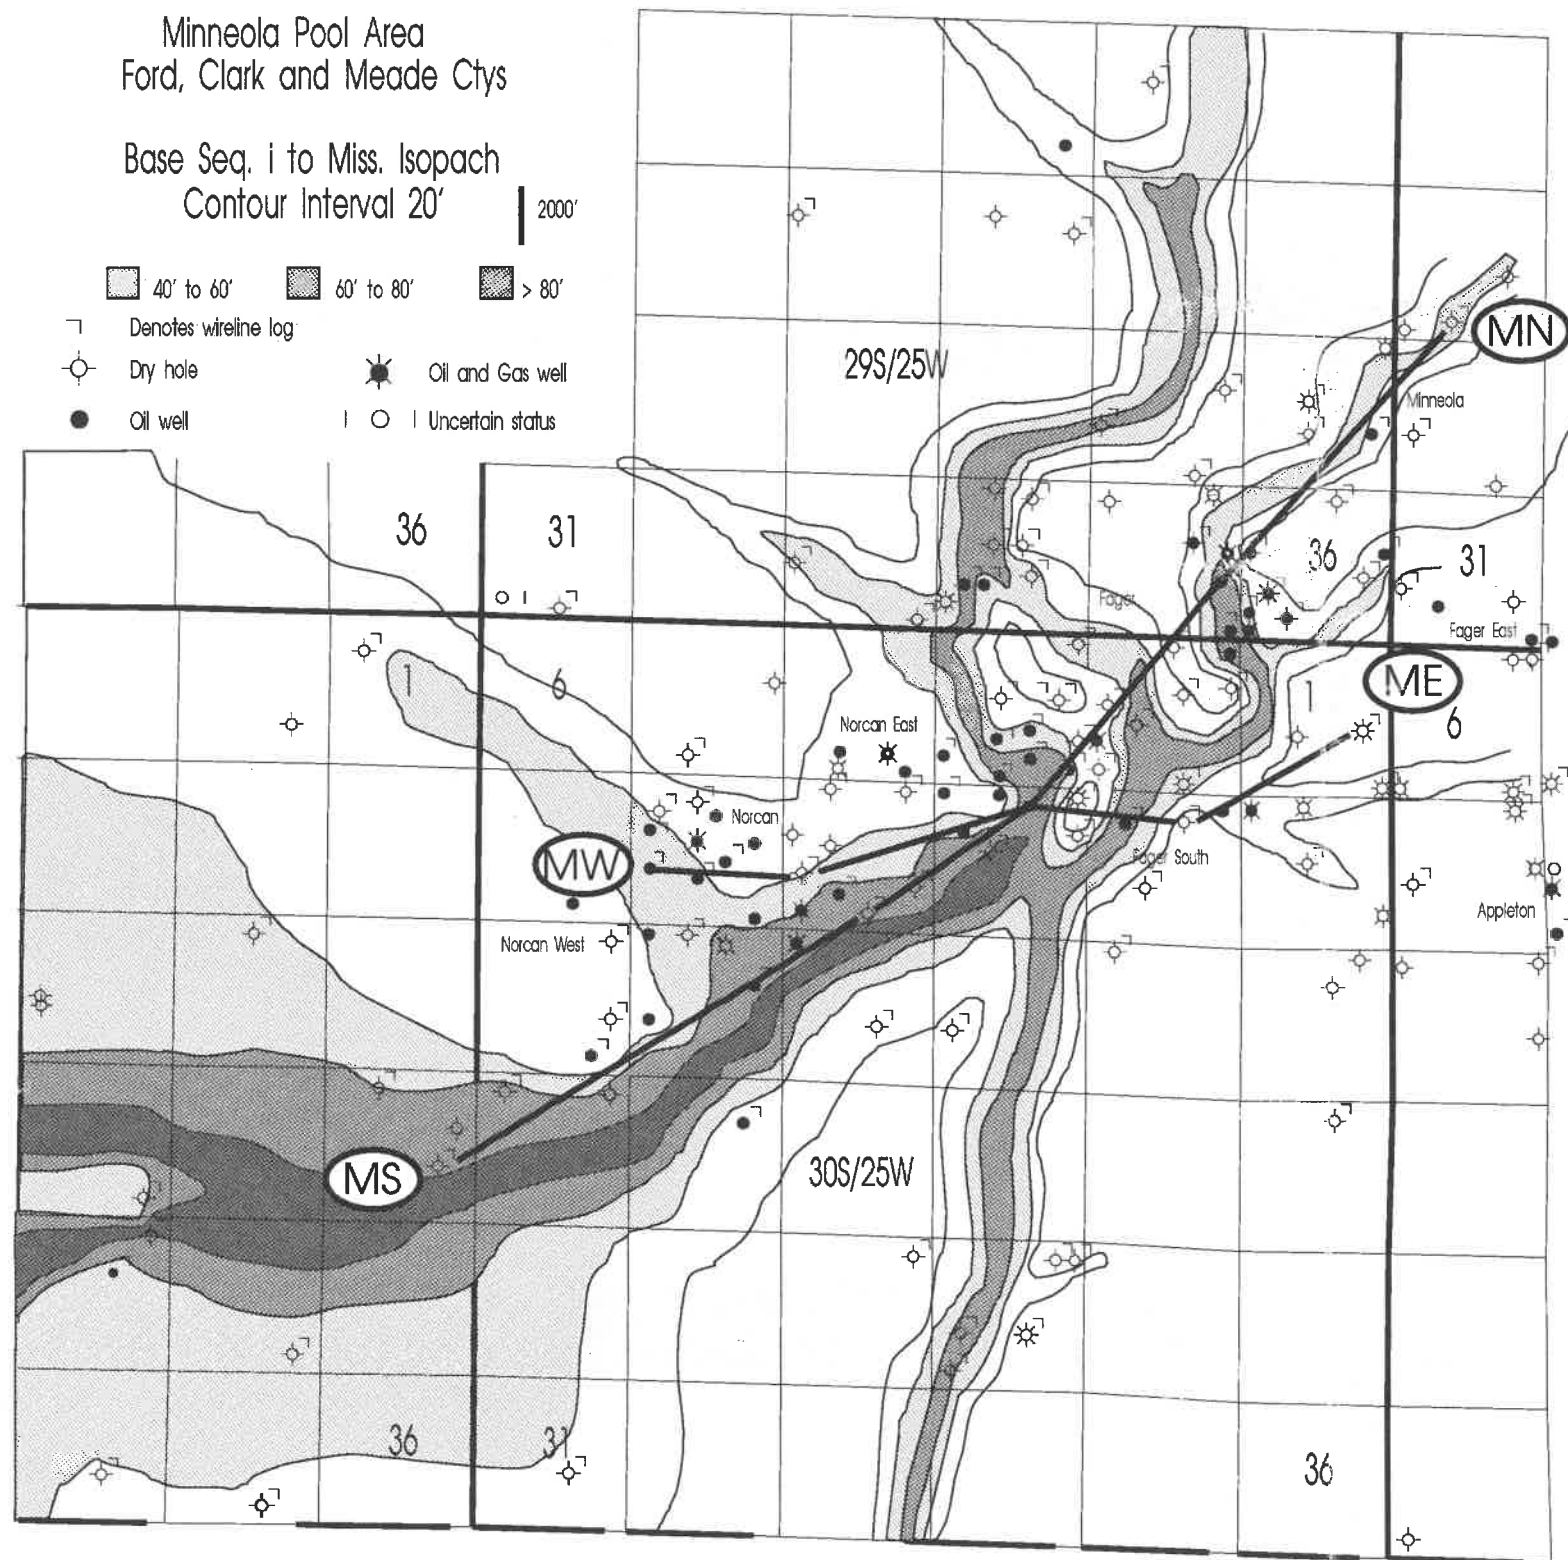 Minneola Pool Area
Ford, Clark and Meade Ctys
Base Seq. i to Miss. Isopach
Contour Interval 20'
2000'
40' to 60'
60' to 80'
> 80'
Denotes wireline log
Dry hole
Oil and Gas well
Oil well
Uncertain status
29S/25W
MN
Minneola
36
31
36
31
Fager
Fager East
1
6
ME
1
6
Norcan East
Norcan
MW
Fager South
Norcan West
Appleton
MS
30S/25W
36
31
36